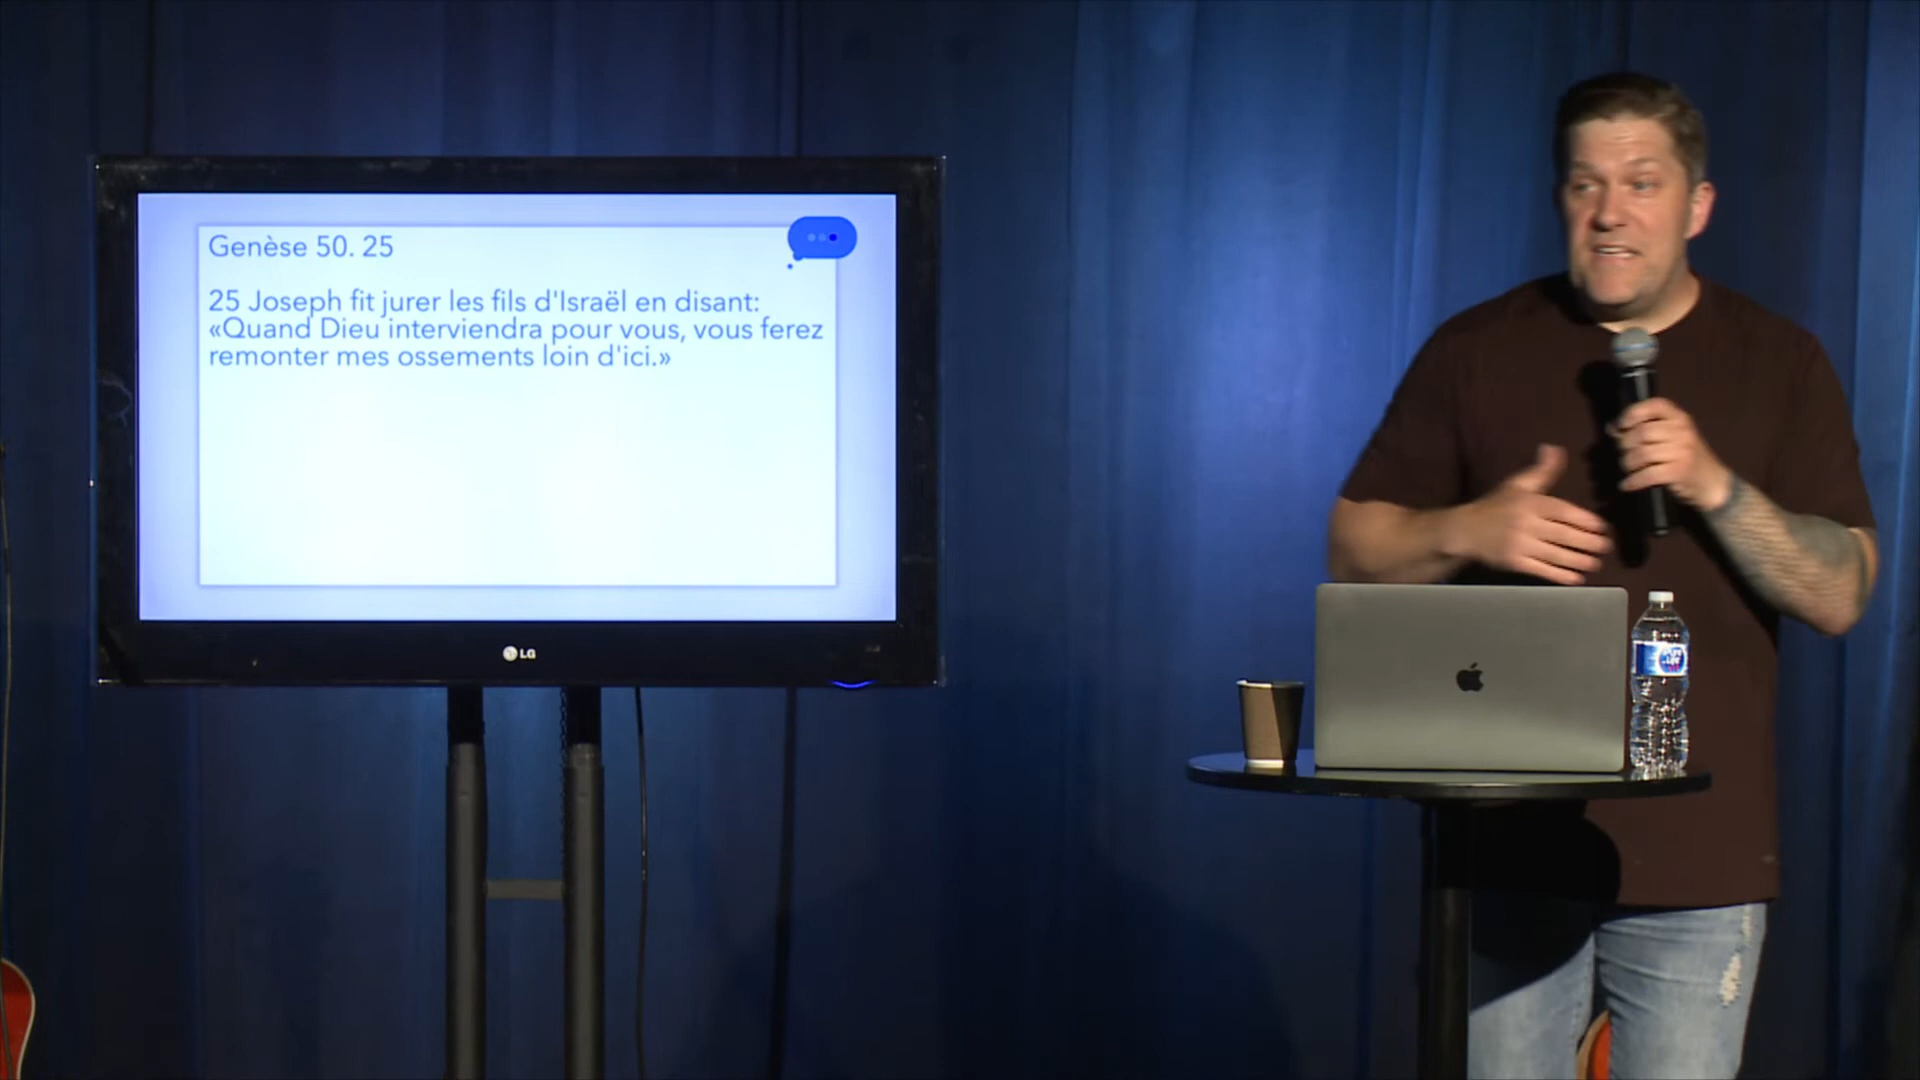 Genèse 50. 25
25 Joseph fit jurer les fils d'Israël en disant:
«Quand Dieu interviendra pour vous, vous ferez
remonter mes ossements loin d'ici.»
LG